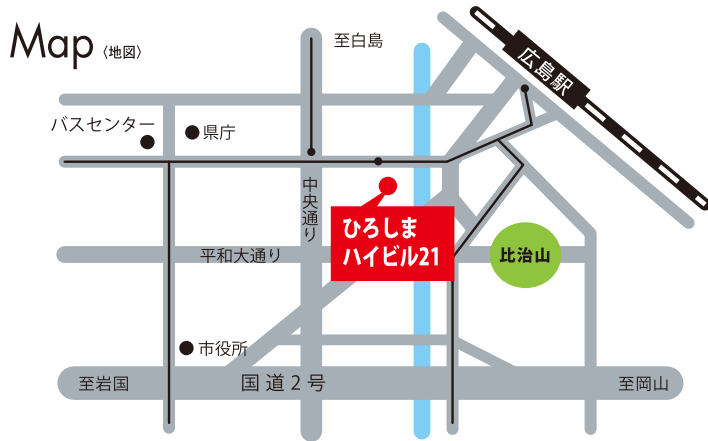 Map〈地図〉
至白島
広島駅
バスセンター
県庁
中央通り
ひろしま
ハイビル21
平和大通り
比治山
市役所
至岩国
国道2号
至岡山